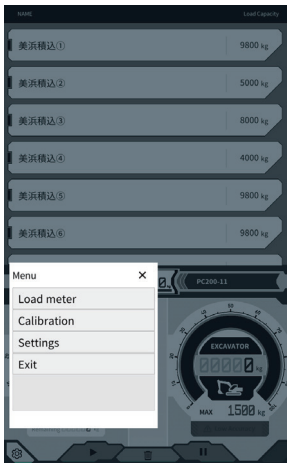 NAME Load Capacity
美浜積込① 9800 kg
美浜積込② 5000 kg
美浜積込③ 8000 kg
美浜積込④ 4000 kg
美浜積込⑤ 9800 kg
美浜積込⑥ 9800 kg
Menu ×
Load meter
Calibration
Settings
Exit
PC200-11
EXCAVATOR
0000.0 kg
MAX 1500 kg